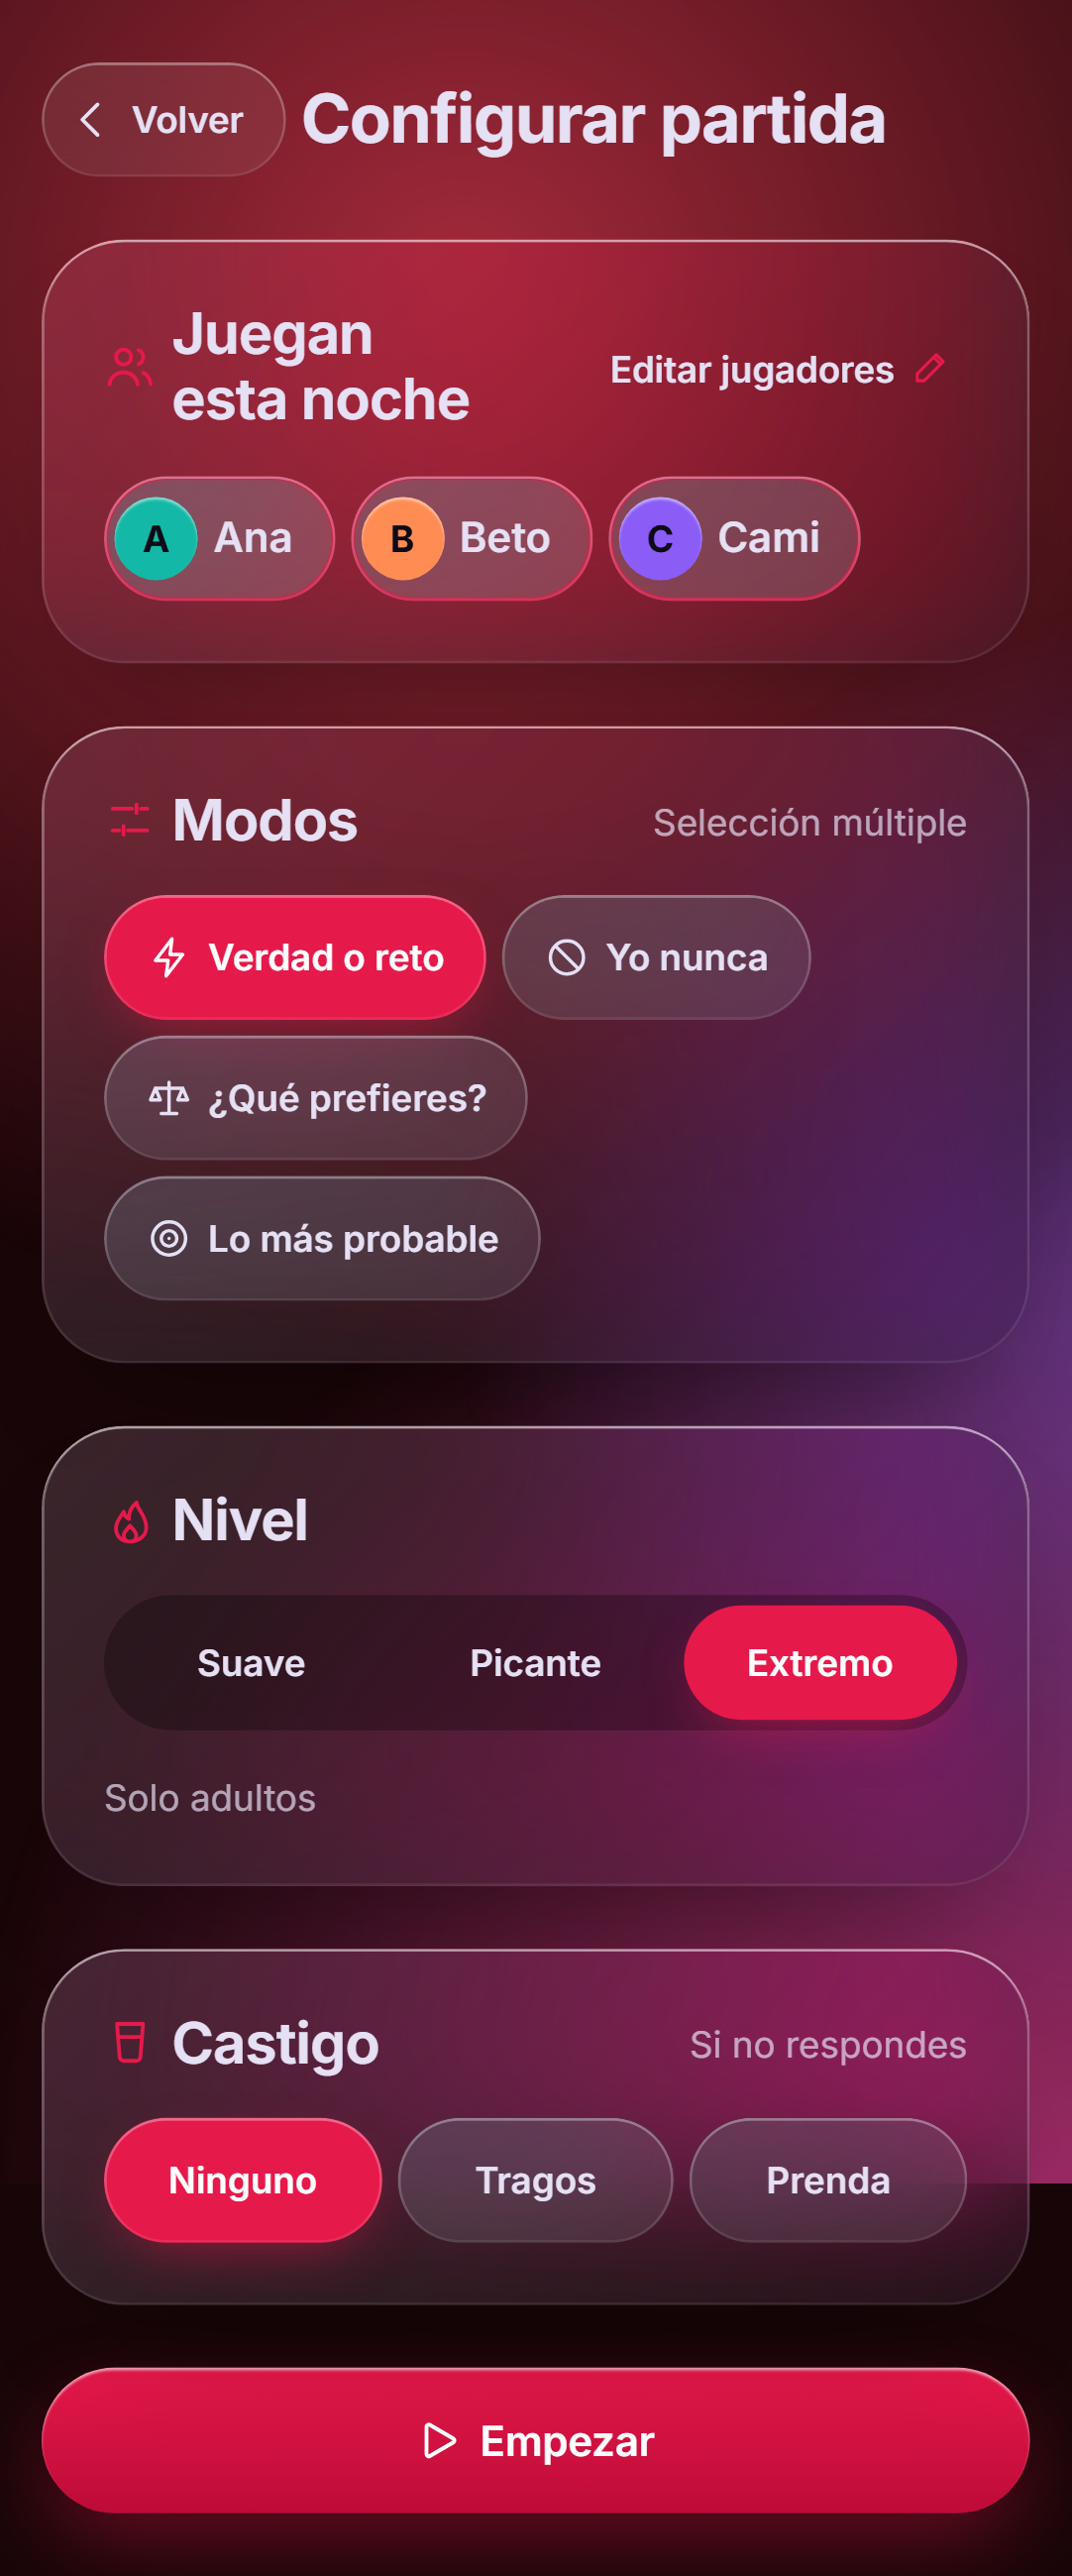 Volver
Configurar partida
Juegan
esta noche
Editar jugadores
A Ana
B Beto
C Cami
Modos
Selección múltiple
Verdad o reto
Yo nunca
¿Qué prefieres?
Lo más probable
Nivel
Suave
Picante
Extremo
Solo adultos
Castigo
Si no respondes
Ninguno
Tragos
Prenda
Empezar